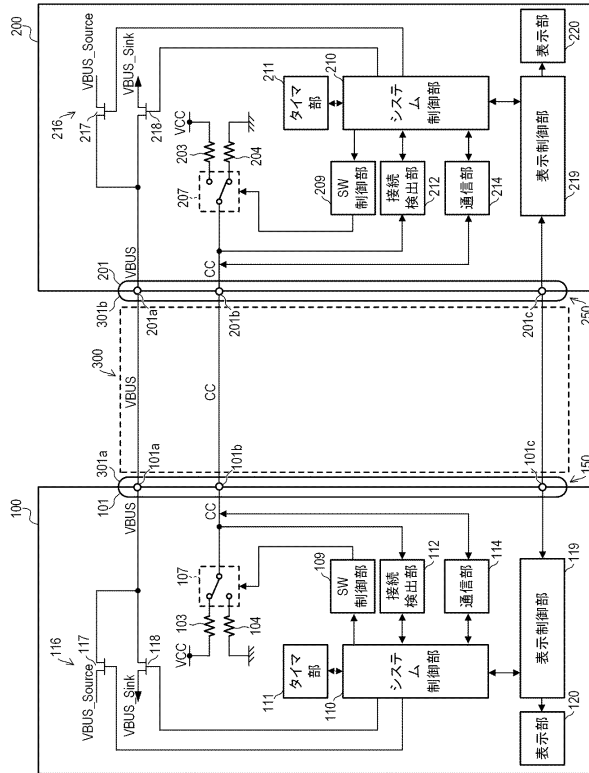 100
116
VBUS_Source
117
VBUS_Sink
118
VBUS
101
301a
101a
VCC
103
104
107
CC
101b
111
タイマ部
110
システム制御部
109
SW制御部
接続検出部
112
通信部
114
120
表示部
表示制御部
119
101c
150
300
VBUS
CC
200
301b
201
201a
VBUS
216
217
VBUS_Source
VBUS_Sink
218
201b
CC
207
VCC
203
204
211
タイマ部
210
システム制御部
SW制御部
209
接続検出部
212
通信部
214
201c
250
表示制御部
219
表示部
220